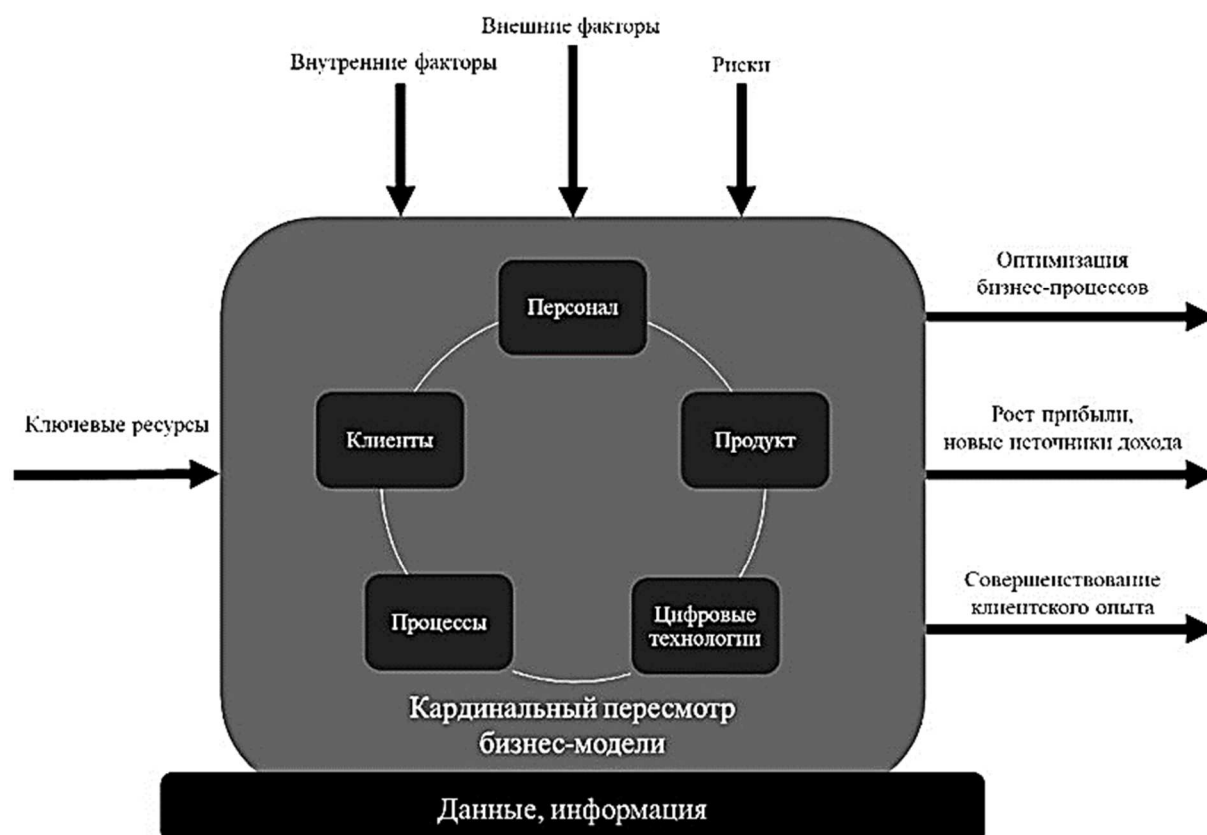 Внешние факторы
Внутренние факторы
Риски
Оптимизация
бизнес-процессов
Персонал
Ключевые ресурсы
Клиенты
Продукт
Рост прибыли,
новые источники дохода
Процессы
Цифровые
технологии
Совершенствование
клиентского опыта
Кардинальный пересмотр
бизнес-модели
Данные, информация